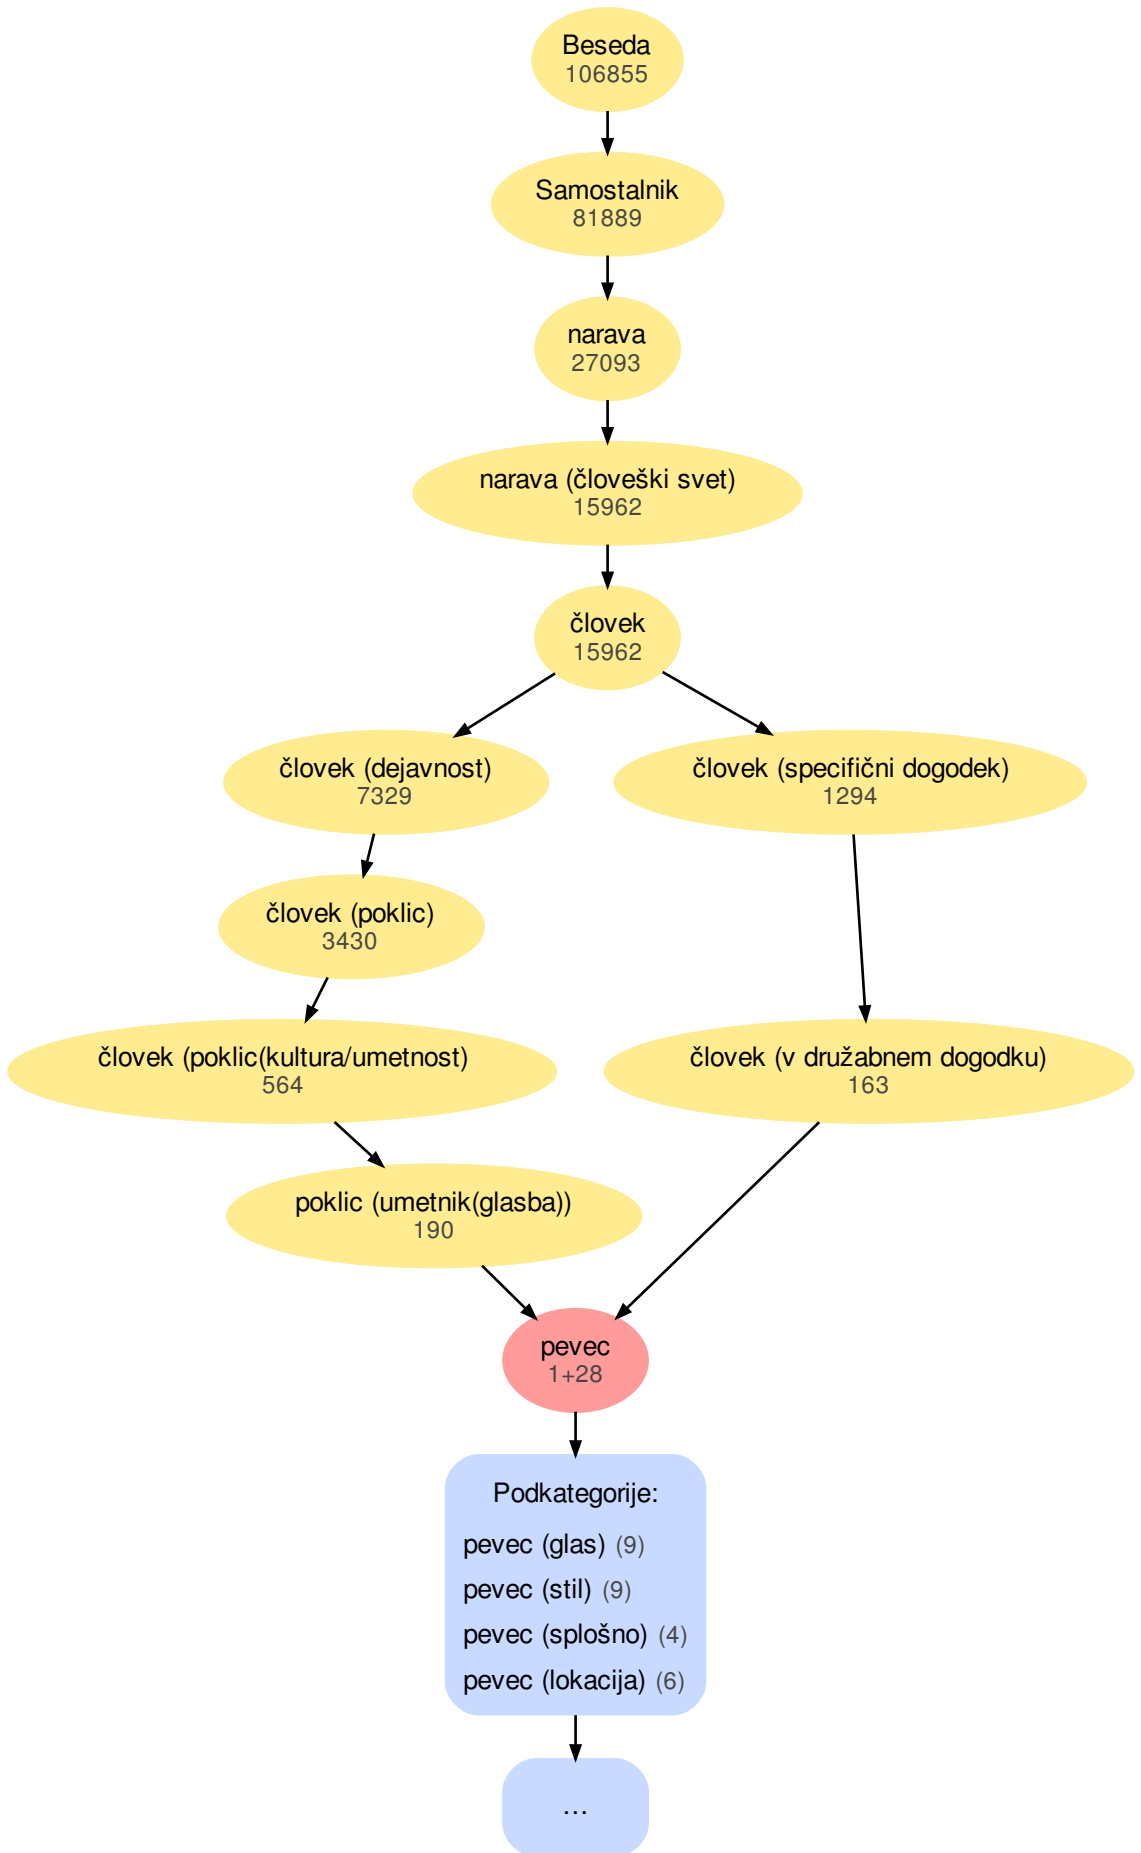 Beseda
106855
Samostalnik
81889
narava
27093
narava (človeški svet)
15962
človek
15962
človek (dejavnost)
7329
človek (specifični dogodek)
1294
človek (poklic)
3430
človek (poklic(kultura/umetnost)
564
človek (v družabnem dogodku)
163
poklic (umetnik(glasba))
190
pevec
1+28
Podkategorije:
pevec (glas) (9)
pevec (stil) (9)
pevec (splošno) (4)
pevec (lokacija) (6)
...